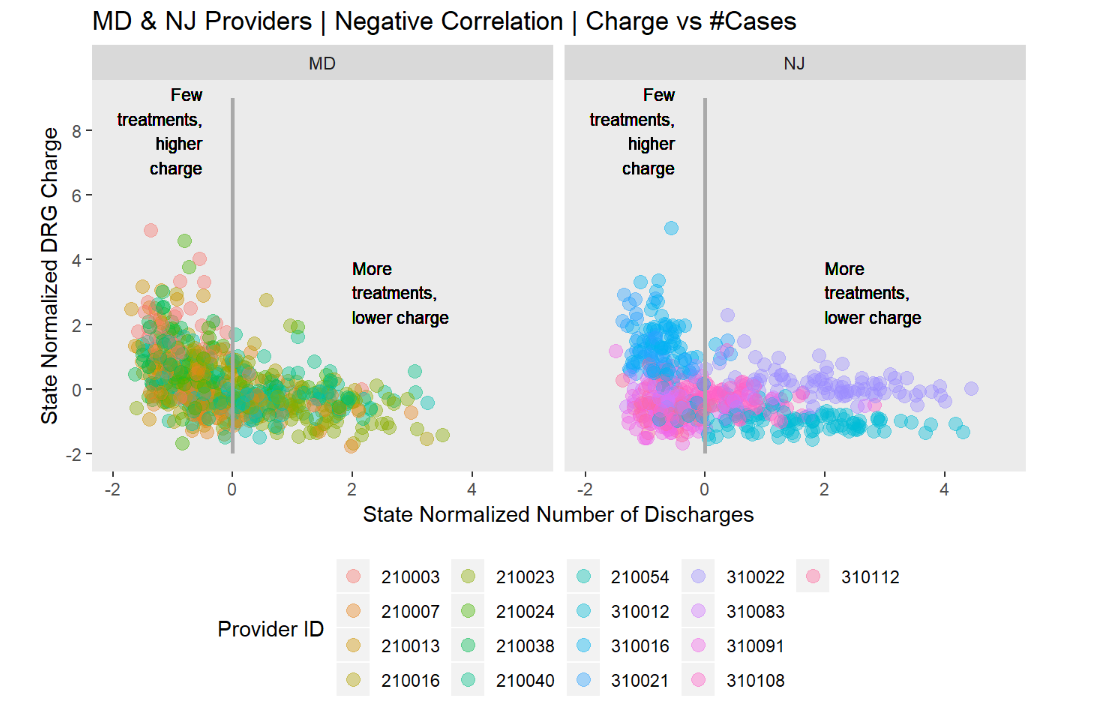 MD & NJ Providers | Negative Correlation | Charge vs #Cases
MD
NJ
Few
treatments,
higher
charge
More
treatments,
lower charge
Few
treatments,
higher
charge
More
treatments,
lower charge
State Normalized DRG Charge
8
6
4
2
0
-2
-2 0 2 4
-2 0 2 4
State Normalized Number of Discharges
Provider ID
210003 210023 210054 310022 310112
210007 210024 310012 310083
210013 210038 310016 310091
210016 210040 310021 310108